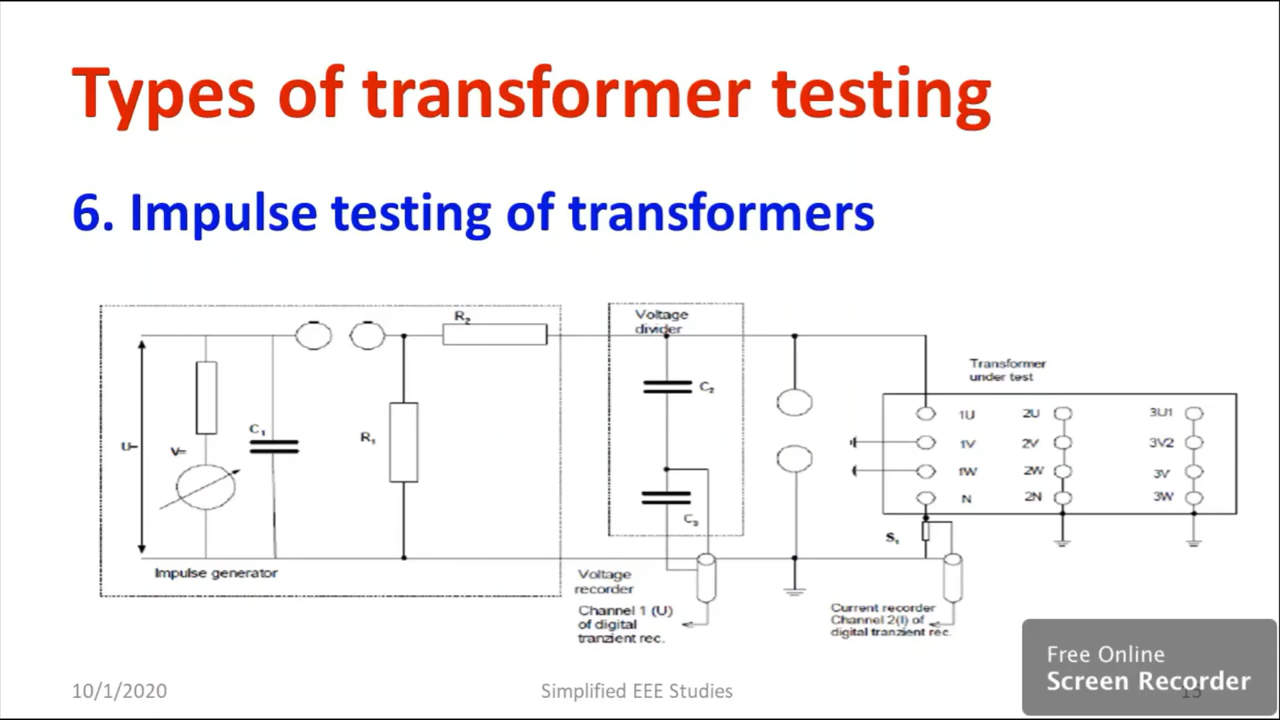 Types of transformer testing
6. Impulse testing of transformers
R2
Voltage
divider
Transformer
under test
C2
1U 2U 3U1
C1
R1
U
V=
1V 2V 3V2
1W 2W 3V
N 2N 3W
C3
S1
Impulse generator
Voltage
recorder
Channel 1 (U)
of digital
tranzient rec.
Current recorder
Channel 2(I) of
digital tranzient rec.
Free Online
Screen Recorder
10/1/2020
Simplified EEE Studies